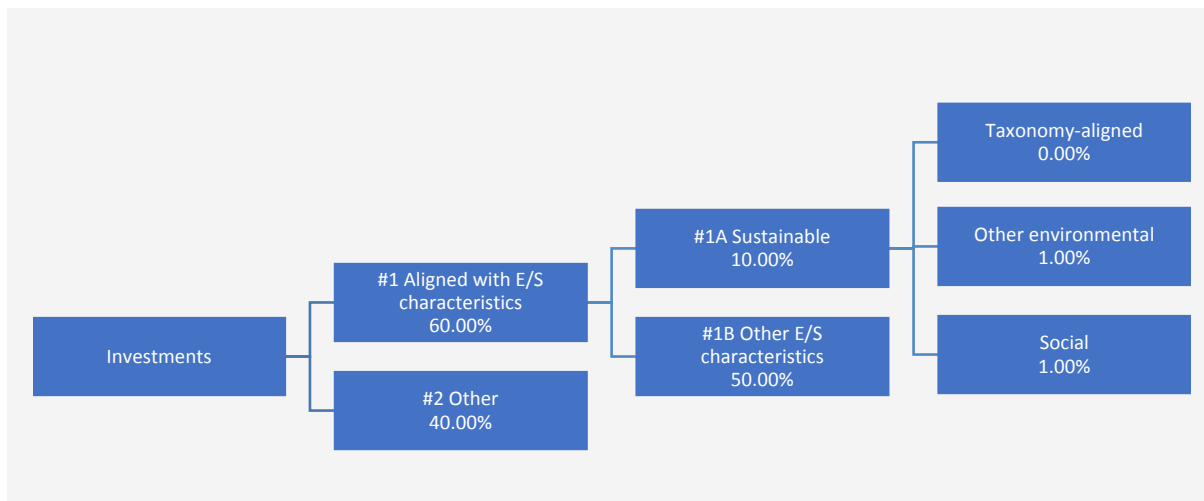 Investments
#1 Aligned with E/S
characteristics
60.00%
#2 Other
40.00%
#1A Sustainable
10.00%
#1B Other E/S
characteristics
50.00%
Taxonomy-aligned
0.00%
Other environmental
1.00%
Social
1.00%